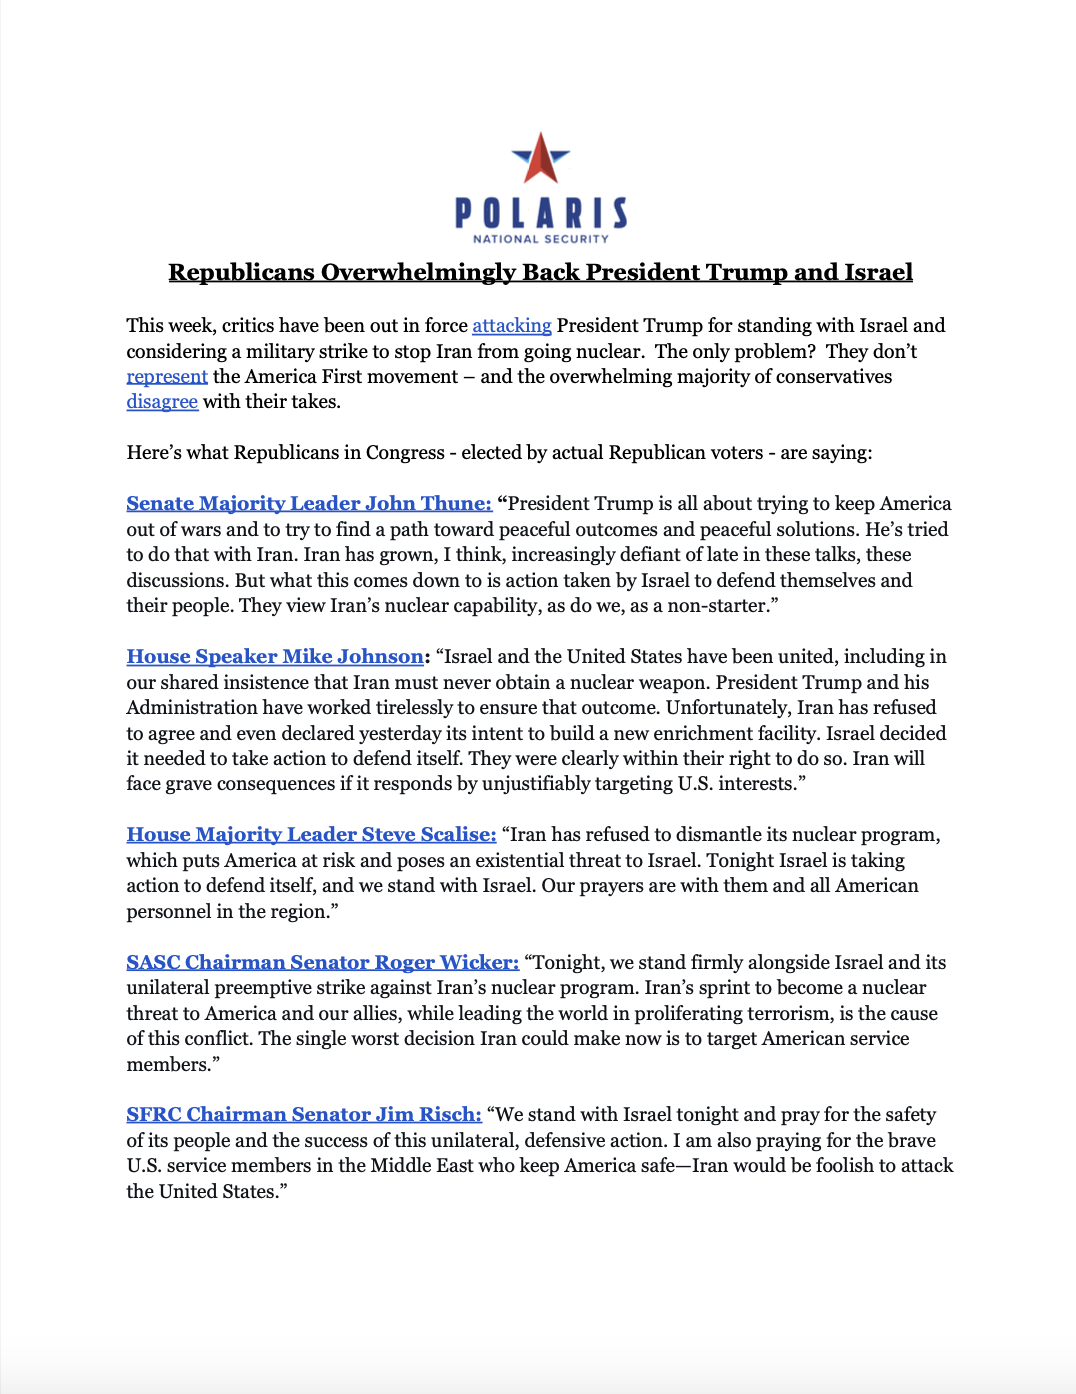 POLARIS
NATIONAL SECURITY
Republicans Overwhelmingly Back President Trump and Israel
This week, critics have been out in force attacking President Trump for standing with Israel and
considering a military strike to stop Iran from going nuclear.  The only problem?  They don’t
represent the America First movement – and the overwhelming majority of conservatives
disagree with their takes.
Here’s what Republicans in Congress - elected by actual Republican voters - are saying:
Senate Majority Leader John Thune: “President Trump is all about trying to keep America
out of wars and to try to find a path toward peaceful outcomes and peaceful solutions. He’s tried
to do that with Iran. Iran has grown, I think, increasingly defiant of late in these talks, these
discussions. But what this comes down to is action taken by Israel to defend themselves and
their people. They view Iran’s nuclear capability, as do we, as a non-starter.”
House Speaker Mike Johnson: “Israel and the United States have been united, including in
our shared insistence that Iran must never obtain a nuclear weapon. President Trump and his
Administration have worked tirelessly to ensure that outcome. Unfortunately, Iran has refused
to agree and even declared yesterday its intent to build a new enrichment facility. Israel decided
it needed to take action to defend itself. They were clearly within their right to do so. Iran will
face grave consequences if it responds by unjustifiably targeting U.S. interests.”
House Majority Leader Steve Scalise: “Iran has refused to dismantle its nuclear program,
which puts America at risk and poses an existential threat to Israel. Tonight Israel is taking
action to defend itself, and we stand with Israel. Our prayers are with them and all American
personnel in the region.”
SASC Chairman Senator Roger Wicker: “Tonight, we stand firmly alongside Israel and its
unilateral preemptive strike against Iran’s nuclear program. Iran’s sprint to become a nuclear
threat to America and our allies, while leading the world in proliferating terrorism, is the cause
of this conflict. The single worst decision Iran could make now is to target American service
members.”
SFRC Chairman Senator Jim Risch: “We stand with Israel tonight and pray for the safety
of its people and the success of this unilateral, defensive action. I am also praying for the brave
U.S. service members in the Middle East who keep America safe—Iran would be foolish to attack
the United States.”